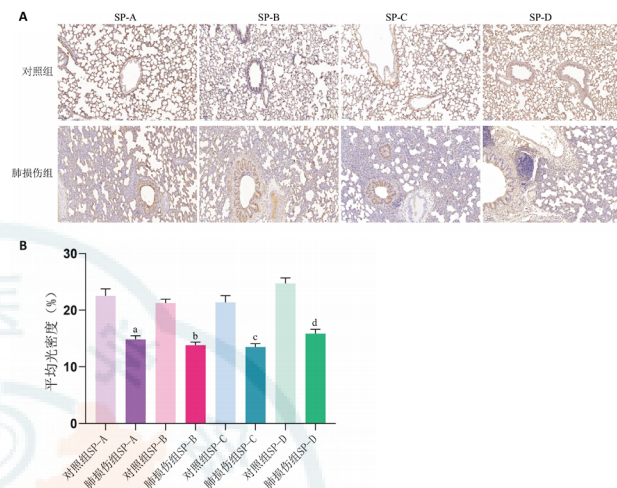 A
SP-A SP-B SP-C SP-D
对照组
肺损伤组
B
平均光密度（%）
30
20
10
0
a b c d
对照组SP-A
肺损伤组SP-A
对照组SP-B
肺损伤组SP-B
对照组SP-C
肺损伤组SP-C
对照组SP-D
肺损伤组SP-D